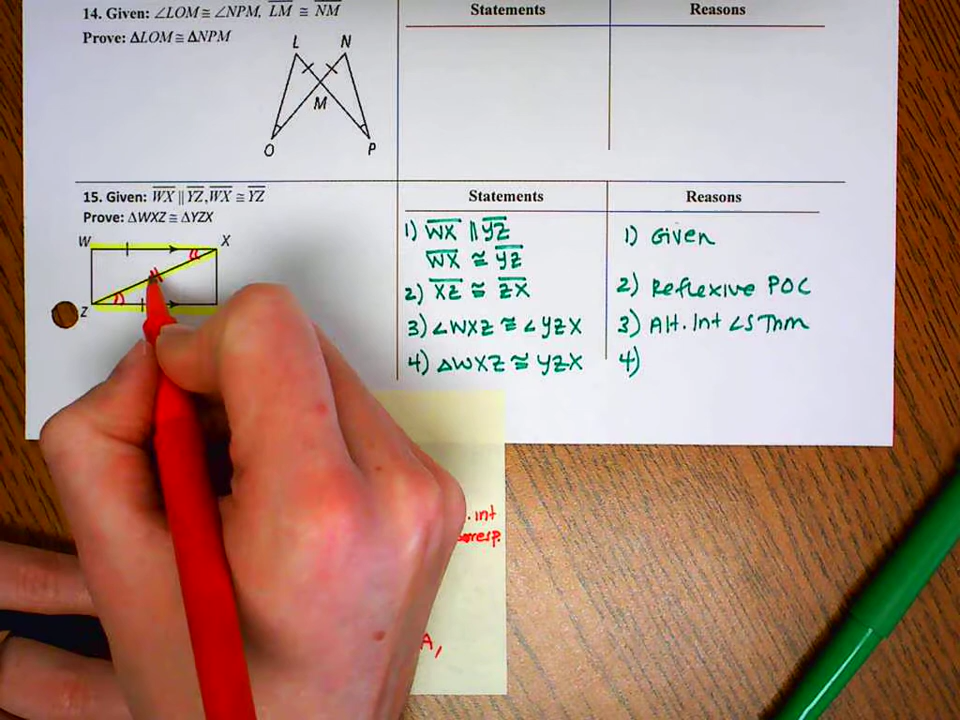 14. Given: ∠LOM ≅ ∠NPM, LM ≅ NM
Prove: ΔLOM ≅ ΔNPM
Statements Reasons
L N
M
O P
15. Given: WX ∥ YZ, WX ≅ YZ
Prove: ΔWXZ ≅ ΔYZX
W X
Z
Statements Reasons
1) WX ∥ YZ 1) Given
WX ≅ YZ
2) XZ ≅ ZX 2) Reflexive POC
3) ∠WXZ ≅ ∠YZX 3) Alt. Int ∠s Thm
4) ΔWXZ ≅ YZX 4)
. int
corresp.
A,